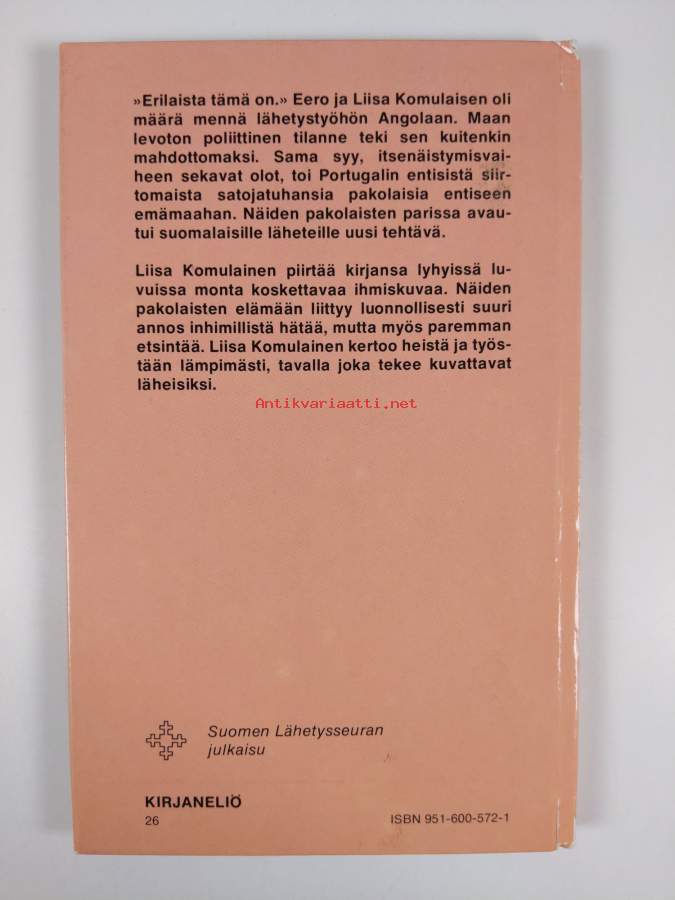 »Erilaista tämä on.» Eero ja Liisa Komulaisen oli
määrä mennä lähetystyöhön Angolaan. Maan
levoton poliittinen tilanne teki sen kuitenkin
mahdottomaksi. Sama syy, itsenäistymisvai-
heen sekavat olot, toi Portugalin entisistä siir-
tomaista satojatuhansia pakolaisia entiseen
emämaahan. Näiden pakolaisten parissa avau-
tui suomalaisille läheteille uusi tehtävä.
Liisa Komulainen piirtää kirjansa lyhyissä lu-
vuissa monta koskettavaa ihmiskuvaa. Näiden
pakolaisten elämään liittyy luonnollisesti suuri
annos inhimillistä hätää, mutta myös paremman
etsintää. Liisa Komulainen kertoo heistä ja työs-
tään lämpimästi, tavalla joka tekee kuvattavat
läheisiksi.
Antikvariaatti.net
Suomen Lähetysseuran
julkaisu
KIRJANELIÖ
26 ISBN 951-600-572-1